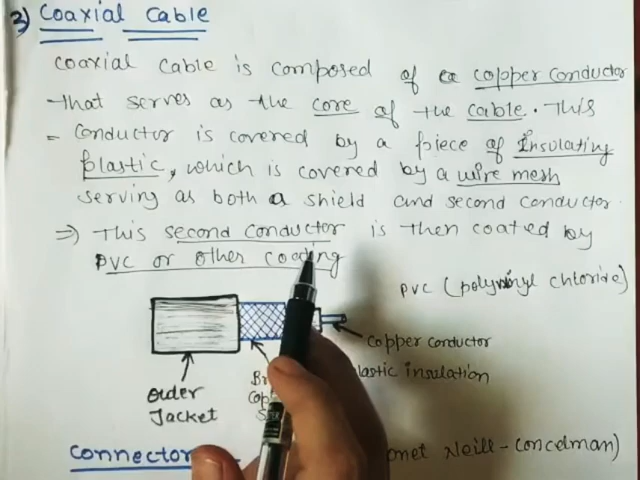 3) Coaxial Cable
Coaxial Cable is composed of a copper conductor
that serves as the core of the cable. This
= conductor is covered by a piece of Insulating
plastic, which is covered by a wire mesh
serving as both a shield and second conductor.
⇒ This second conductor is then coated by
PVC or other coading
PVC (polyvinyl chloride)
Copper conductor
plastic insulation
Outer
Jacket
Connector
Neill-Concelman)